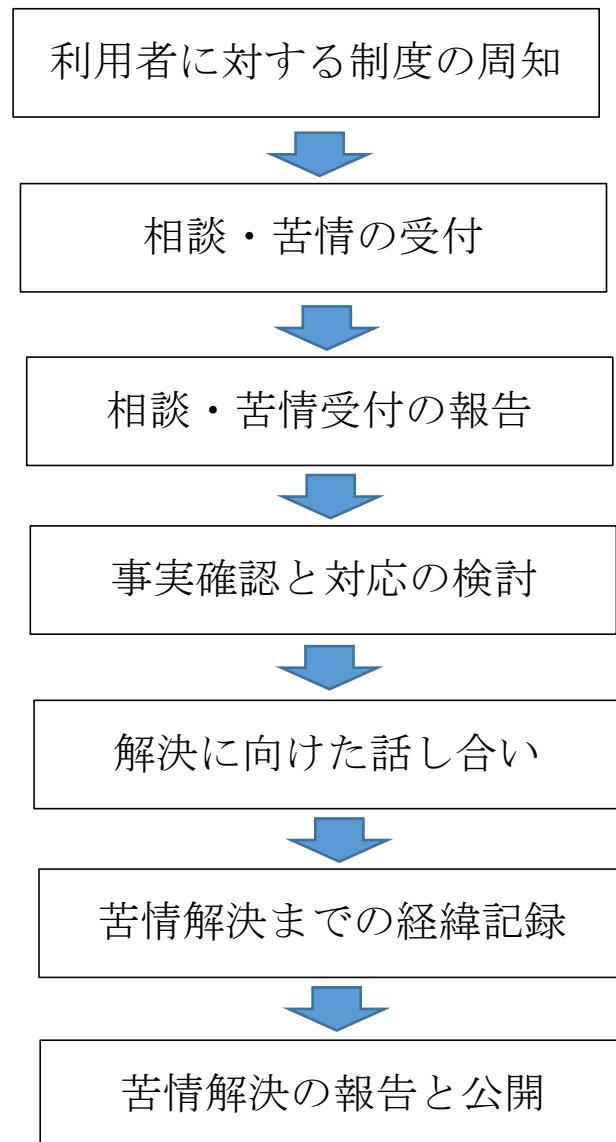 利用者に対する制度の周知
相談・苦情の受付
相談・苦情受付の報告
事実確認と対応の検討
解決に向けた話し合い
苦情解決までの経緯記録
苦情解決の報告と公開